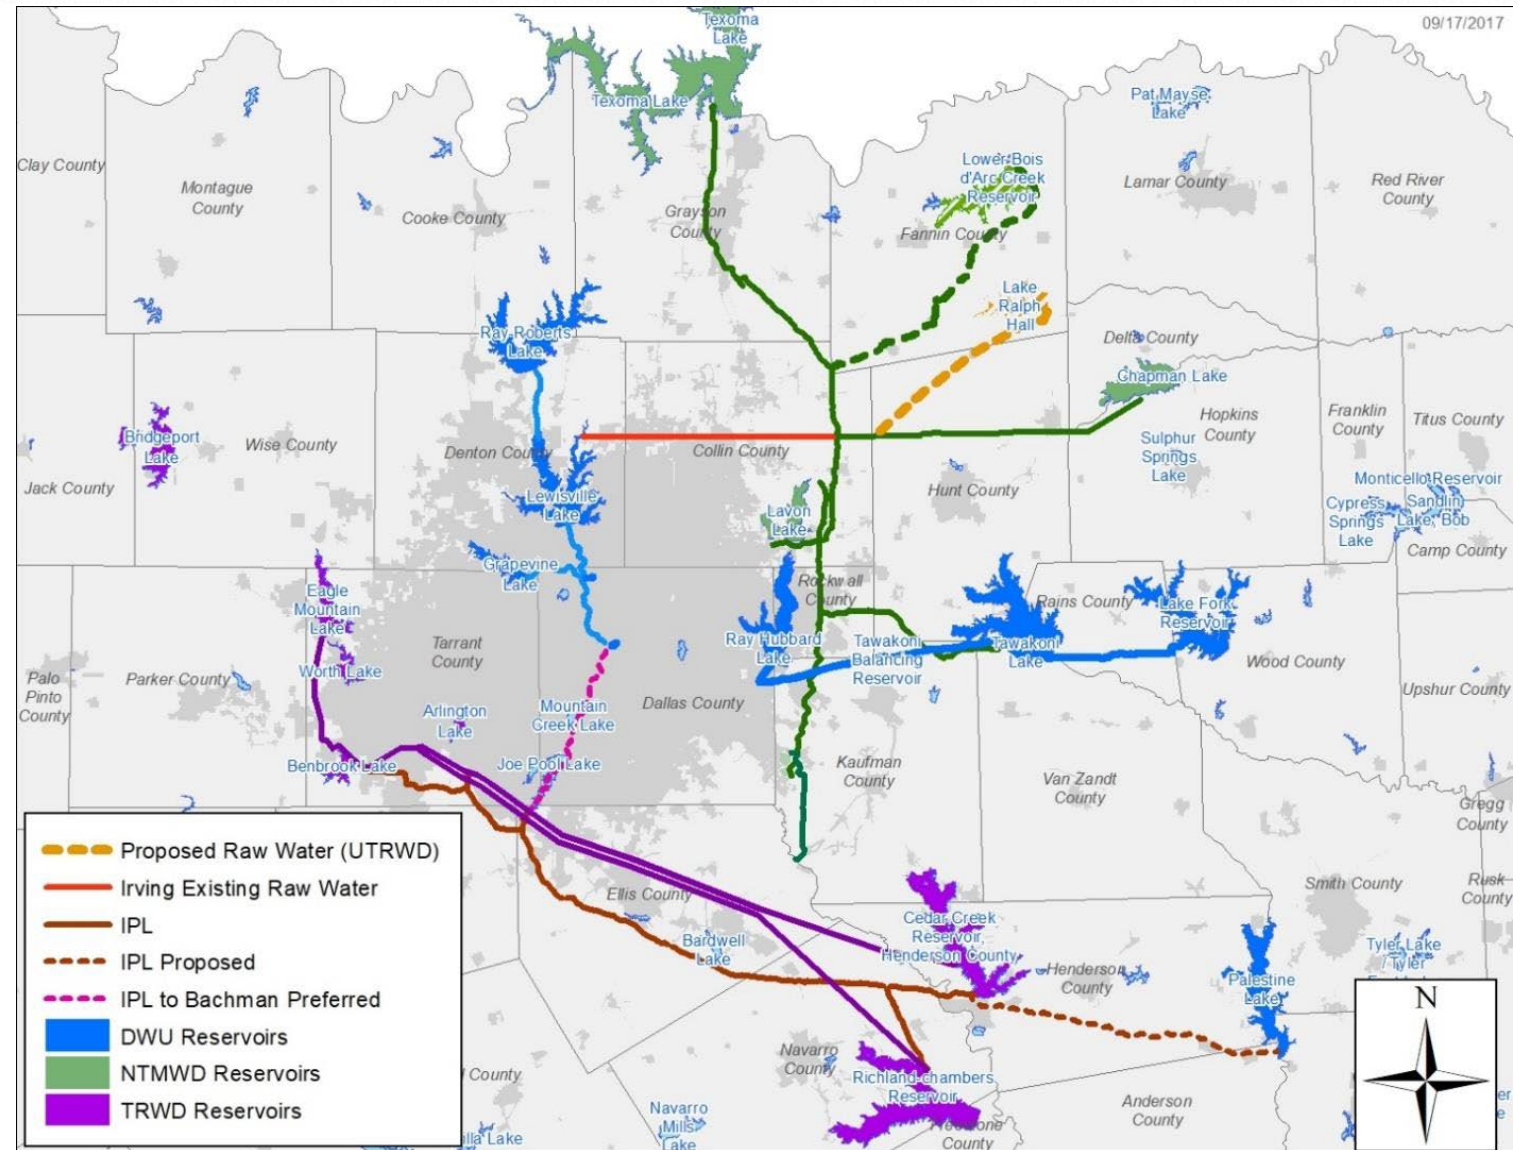 Texoma
Lake
09/17/2017
Texoma Lake
Pat Mayse
Lake
Clay County
Montague
County
Cooke County
Grayson
County
Lower Bois
d'Arc Creek
Reservoir
Fannin County
Lamar County
Red River
County
Lake
Ralph
Hall
Ray Roberts
Lake
Delta County
Chapman Lake
Hopkins
County
Franklin
County
Titus County
Bridgeport
Lake
Wise County
Denton County
Collin County
Sulphur
Springs
Lake
Jack County
Lewisville
Lake
Lavon
Lake
Hunt County
Monticello Reservoir
Cypress
Springs
Lake
Sandlin
Lake, Bob
Camp County
Grapevine
Lake
Eagle
Mountain
Lake
Rockwall
County
Rains County
Lake Fork
Reservoir
Tarrant
County
Ray Hubbard
Lake
Tawakoni
Balancing
Reservoir
Tawakoni
Lake
Wood County
Palo
Pinto
County
Parker County
Worth Lake
Upshur County
Arlington
Lake
Mountain
Creek Lake
Dallas County
Benbrook Lake
Joe Pool Lake
Kaufman
County
Van Zandt
County
Gregg
County
Proposed Raw Water (UTRWD)
Irving Existing Raw Water
IPL
IPL Proposed
IPL to Bachman Preferred
DWU Reservoirs
NTMWD Reservoirs
TRWD Reservoirs
Ellis County
Smith County
Rusk
County
Cedar Creek
Reservoir,
Henderson County
Bardwell
Lake
Henderson
County
Palestine
Lake
Tyler Lake
/ Tyler
N
Navarro
County
Richland-chambers
Reservoir
County
Navarro
Mills
Lake
Anderson
County
Freestone
County
illa Lake